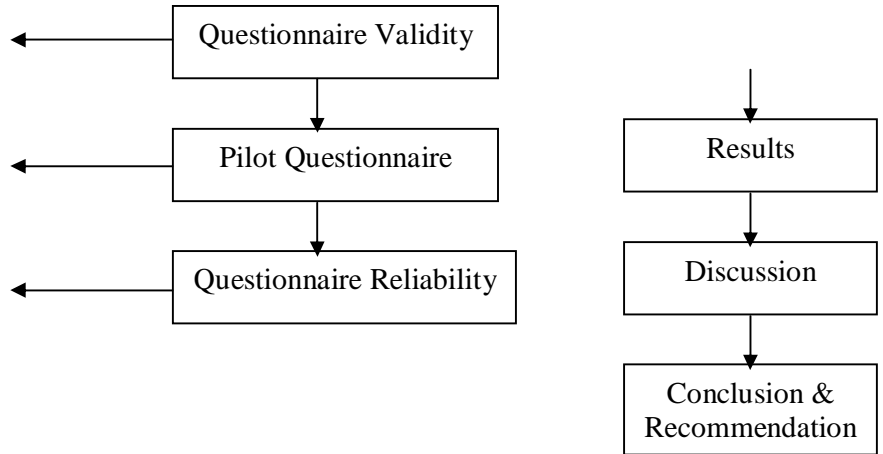 Questionnaire Validity
Pilot Questionnaire
Questionnaire Reliability
Results
Discussion
Conclusion &
Recommendation